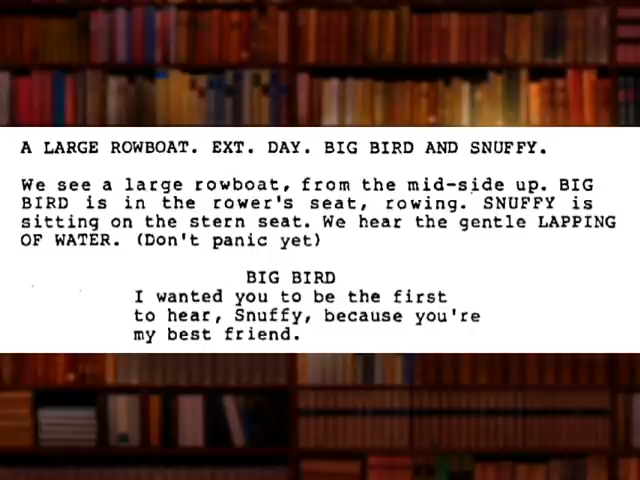 A LARGE ROWBOAT. EXT. DAY. BIG BIRD AND SNUFFY.
We see a large rowboat, from the mid-side up. BIG
BIRD is in the rower's seat, rowing. SNUFFY is
sitting on the stern seat. We hear the gentle LAPPING
OF WATER. (Don't panic yet)
BIG BIRD
I wanted you to be the first
to hear, Snuffy, because you're
my best friend.